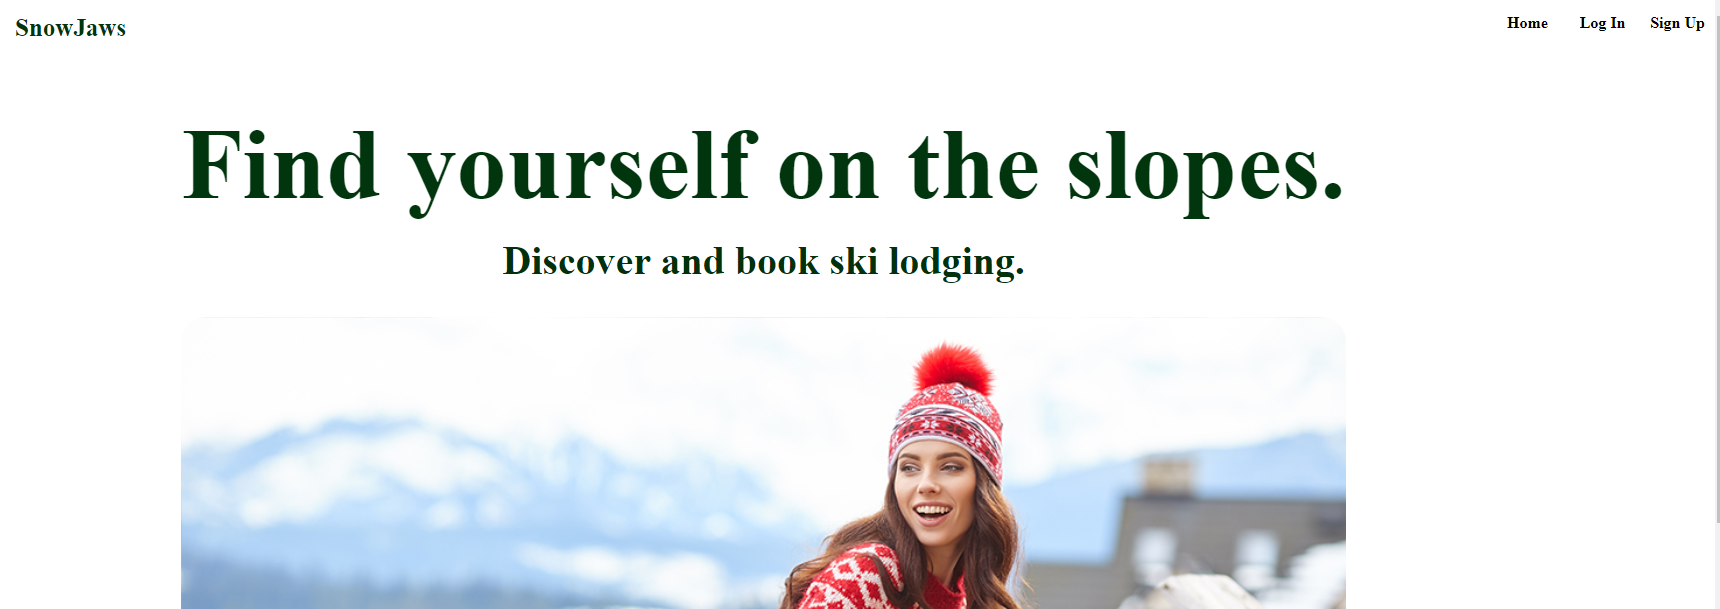 SnowJaws
Home Log In Sign Up
Find yourself on the slopes.
Discover and book ski lodging.